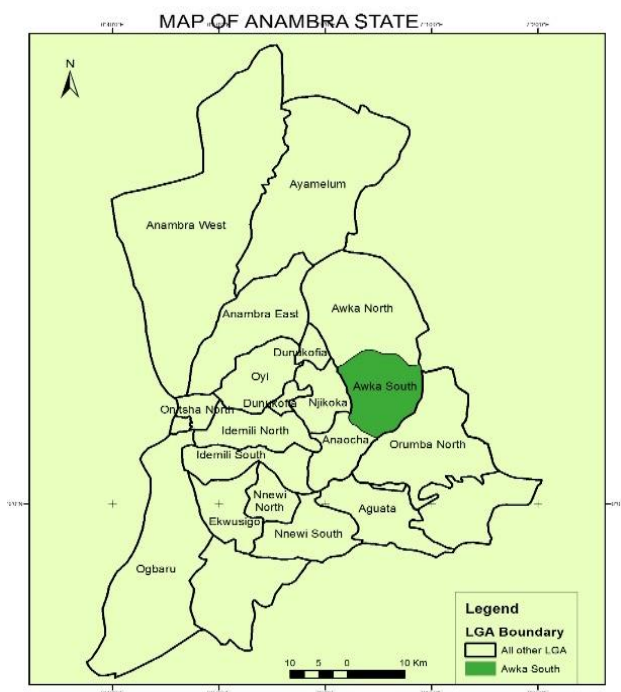 MAP OF ANAMBRA STATE
N
Ayamelum
Anambra West
Awka North
Anambra East
Dunukofia
Oyi
Awka South
Dunukofia
Njikoka
Onitsha North
Idemili North
Anaocha
Orumba North
Idemili South
Nnewi
North
Aguata
Ekwusigo
Nnewi South
Ogbaru
Legend
LGA Boundary
All other LGA
Awka South
10 5 0 10 Km